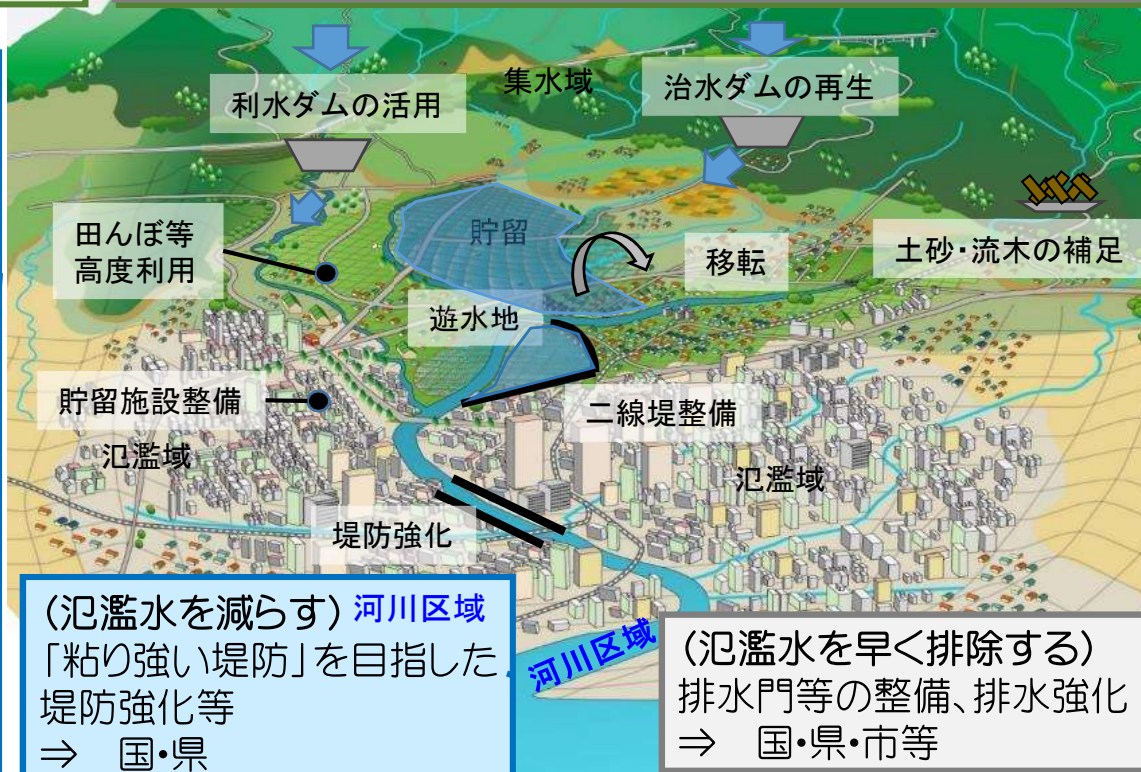 集水域
利水ダムの活用
治水ダムの再生
田んぼ等
高度利用
貯留
移転
土砂・流木の補足
遊水地
貯留施設整備
二線堤整備
氾濫域
氾濫域
堤防強化
(氾濫水を減らす) 河川区域
「粘り強い堤防」を目指した
堤防強化等
⇒ 国・県
河川区域
(氾濫水を早く排除する)
排水門等の整備、排水強化
⇒ 国・県・市等